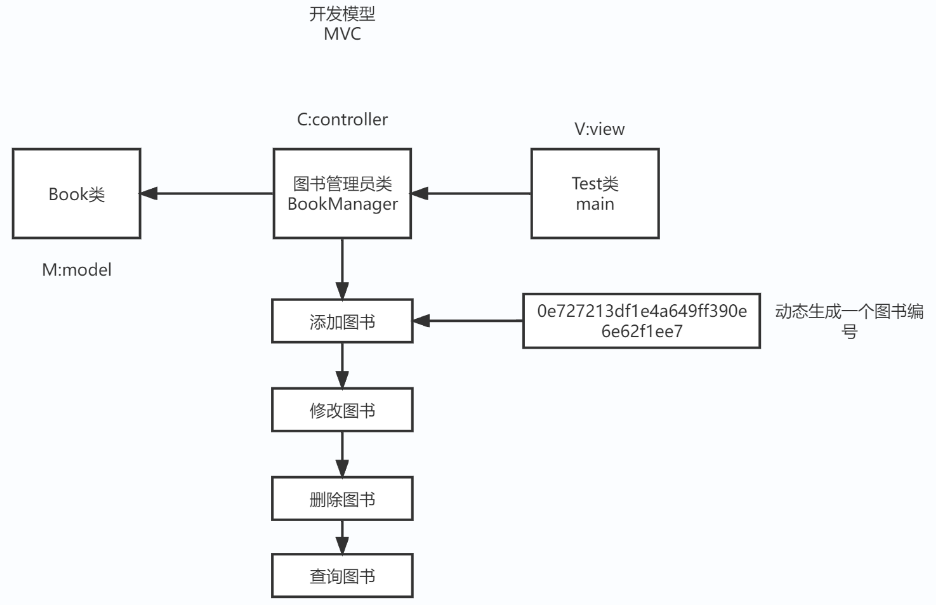 开发模型
MVC
C:controller
V:view
Book类
图书管理员类
BookManager
Test类
main
M:model
添加图书
0e727213df1e4a649ff390e
6e62f1ee7
动态生成一个图书编
号
修改图书
删除图书
查询图书